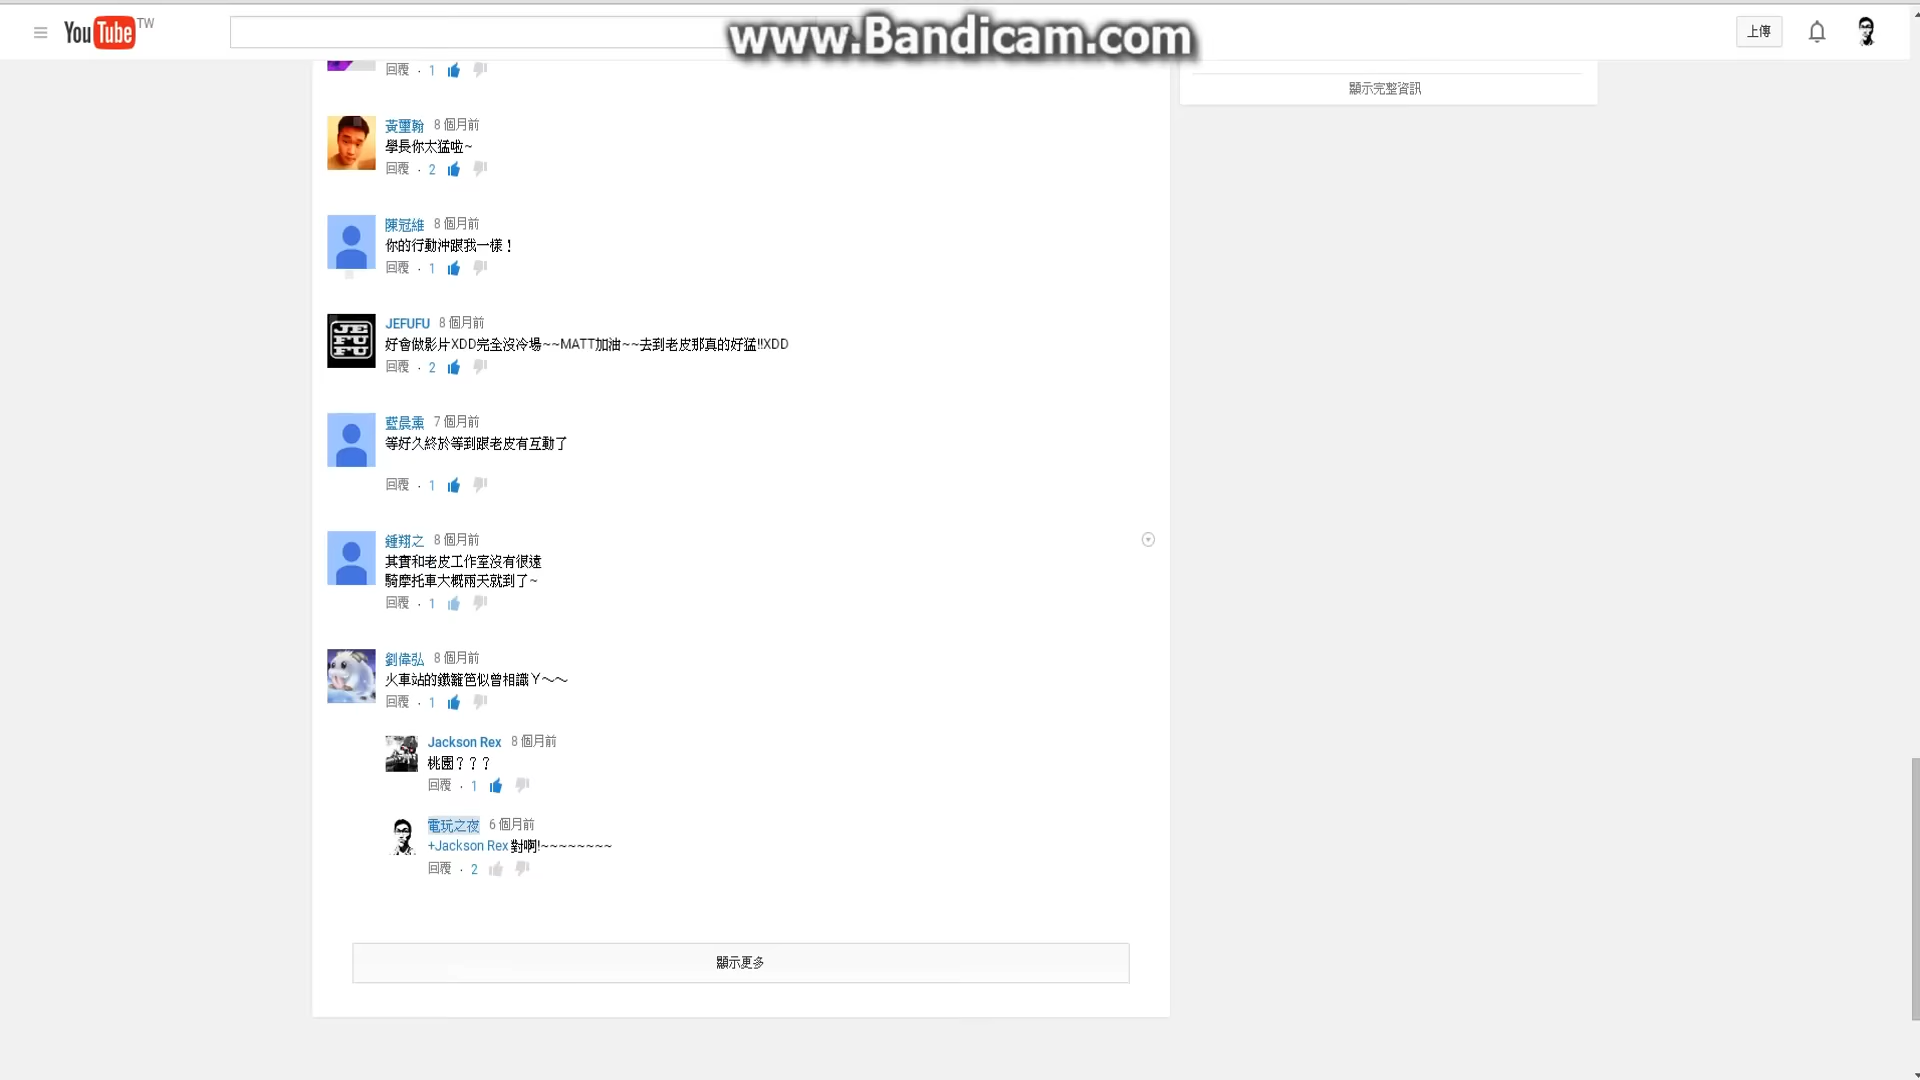 YouTube TW
www.Bandicam.com
上傳
回覆 · 1
顯示完整資訊
黃璽翰 8 個月前
學長你太猛啦~
回覆 · 2
陳冠維 8 個月前
你的行動沖跟我一樣！
回覆 · 1
JEFUFU 8 個月前
好會做影片XDD完全沒冷場~~MATT加油~~去到老皮那真的好猛!!XDD
回覆 · 2
藍晨熏 7 個月前
等好久終於等到跟老皮有互動了
回覆 · 1
鍾翔之 8 個月前
其實和老皮工作室沒有很遠
騎摩托車大概兩天就到了~
回覆 · 1
劉偉弘 8 個月前
火車站的鐵籠笆似曾相識ㄚ～～
回覆 · 1
Jackson Rex 8 個月前
桃園？？？
回覆 · 1
電玩之夜 6 個月前
+Jackson Rex 對啊!~~~~~~~~
回覆 · 2
顯示更多